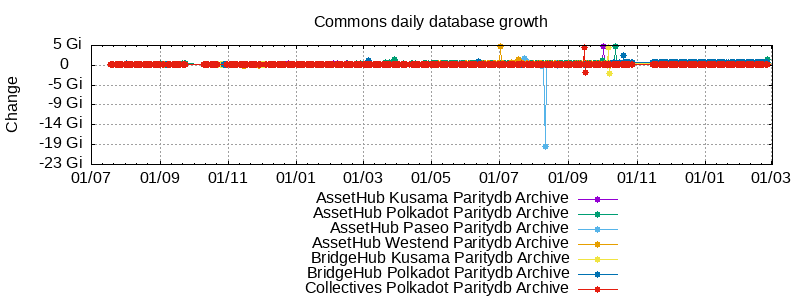 Commons daily database growth
Change
5 Gi
0
-5 Gi
-9 Gi
-14 Gi
-19 Gi
-23 Gi
01/07 01/09 01/11 01/01 01/03 01/05 01/07 01/09 01/11 01/01 01/03
AssetHub Kusama Paritydb Archive
AssetHub Polkadot Paritydb Archive
AssetHub Paseo Paritydb Archive
AssetHub Westend Paritydb Archive
BridgeHub Kusama Paritydb Archive
BridgeHub Polkadot Paritydb Archive
Collectives Polkadot Paritydb Archive